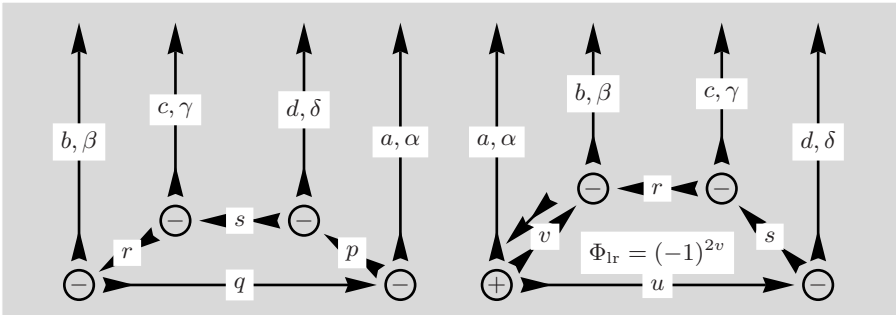 b, β
c, γ
d, δ
a, α
r
s
p
q
−
−
−
−
a, α
b, β
c, γ
d, δ
r
v
s
Φ_lr = (−1)^{2v}
u
+
−
−
−